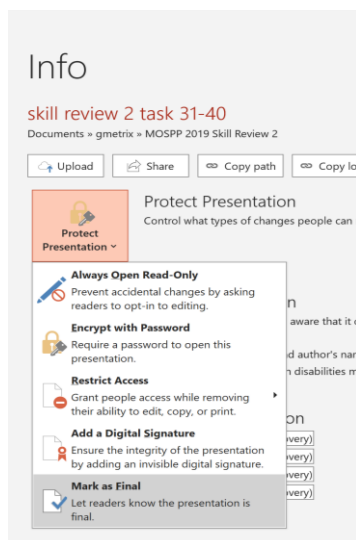 Info
skill review 2 task 31-40
Documents » gmetrix » MOSPP 2019 Skill Review 2
Upload
Share
Copy path
Copy lo
Protect
Presentation
Protect Presentation
Control what types of changes people can
Always Open Read-Only
Prevent accidental changes by asking
readers to opt-in to editing.
Encrypt with Password
Require a password to open this
presentation.
Restrict Access
Grant people access while removing
their ability to edit, copy, or print.
Add a Digital Signature
Ensure the integrity of the presentation
by adding an invisible digital signature.
Mark as Final
Let readers know the presentation is
final.
n
aware that it c
d author's nar
n disabilities m
on
overy)
overy)
overy)
overy)